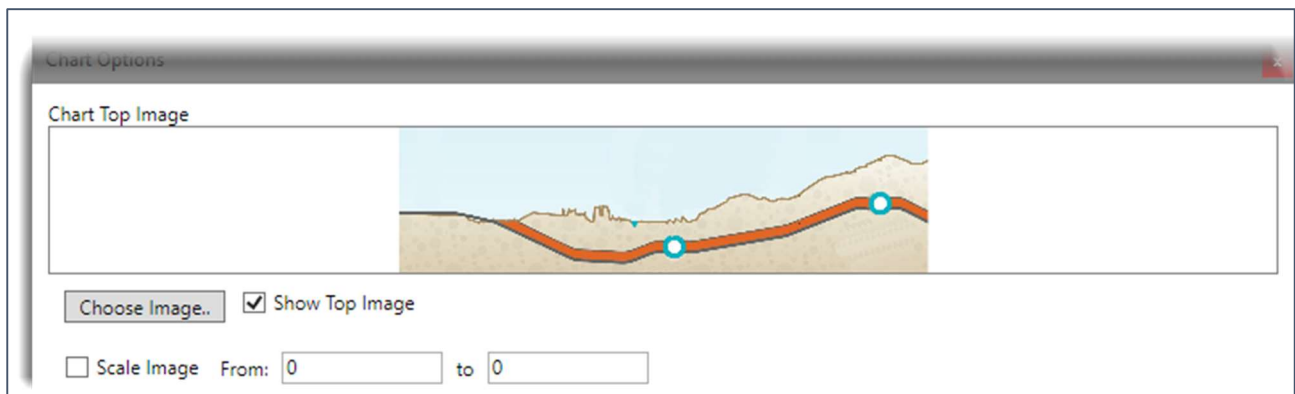 Chart Options
x
Chart Top Image
Choose Image..
Show Top Image
Scale Image From: 0 to 0